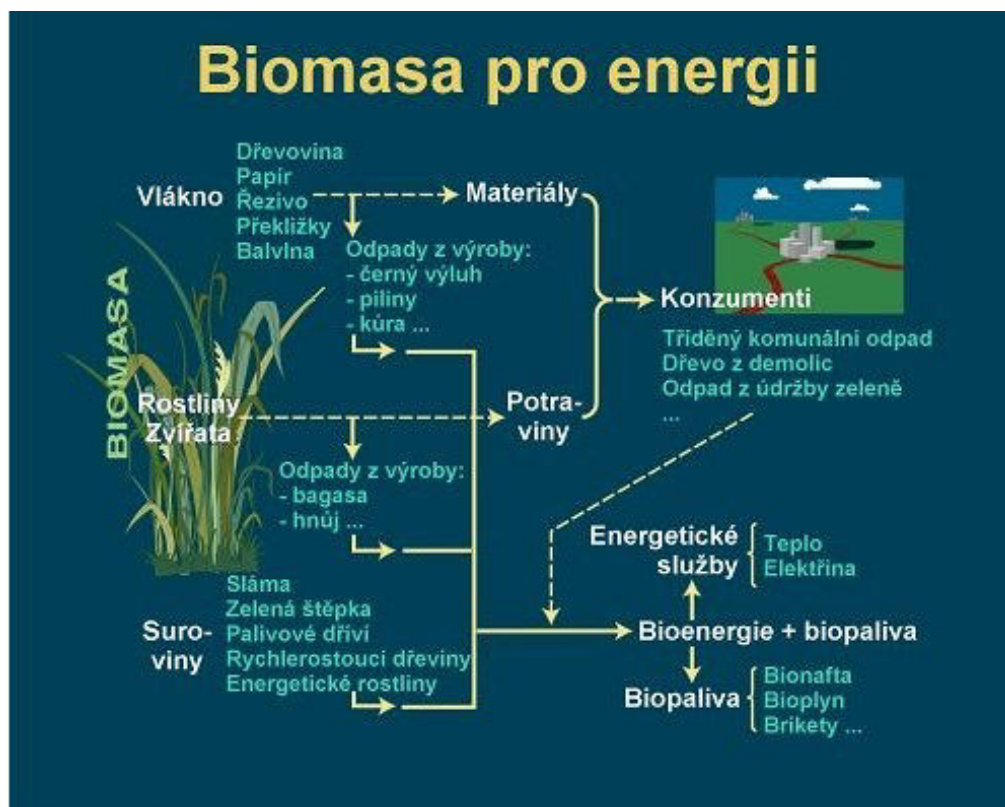 Biomasa pro energii
BIOMASA
Vlákno
Dřevovina
Papír
Řezivo
Překližky
Balvlna
Materiály
Odpady z výroby:
- černý výluh
- piliny
- kůra ...
Konzumenti
Tříděný komunální odpad
Dřevo z demolic
Odpad z údržby zeleně
...
Rostliny
Zvířata
Potra-
viny
Odpady z výroby:
- bagasa
- hnůj ...
Energetické
služby
Teplo
Elektřina
Suro-
viny
Sláma
Zelená štěpka
Palivové dříví
Rychlerostoucí dřeviny
Energetické rostliny
Bioenergie + biopaliva
Biopaliva
Bionafta
Bioplyn
Brikety ...